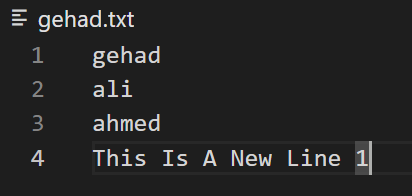 gehad.txt
1 gehad
2 ali
3 ahmed
4 This Is A New Line 1